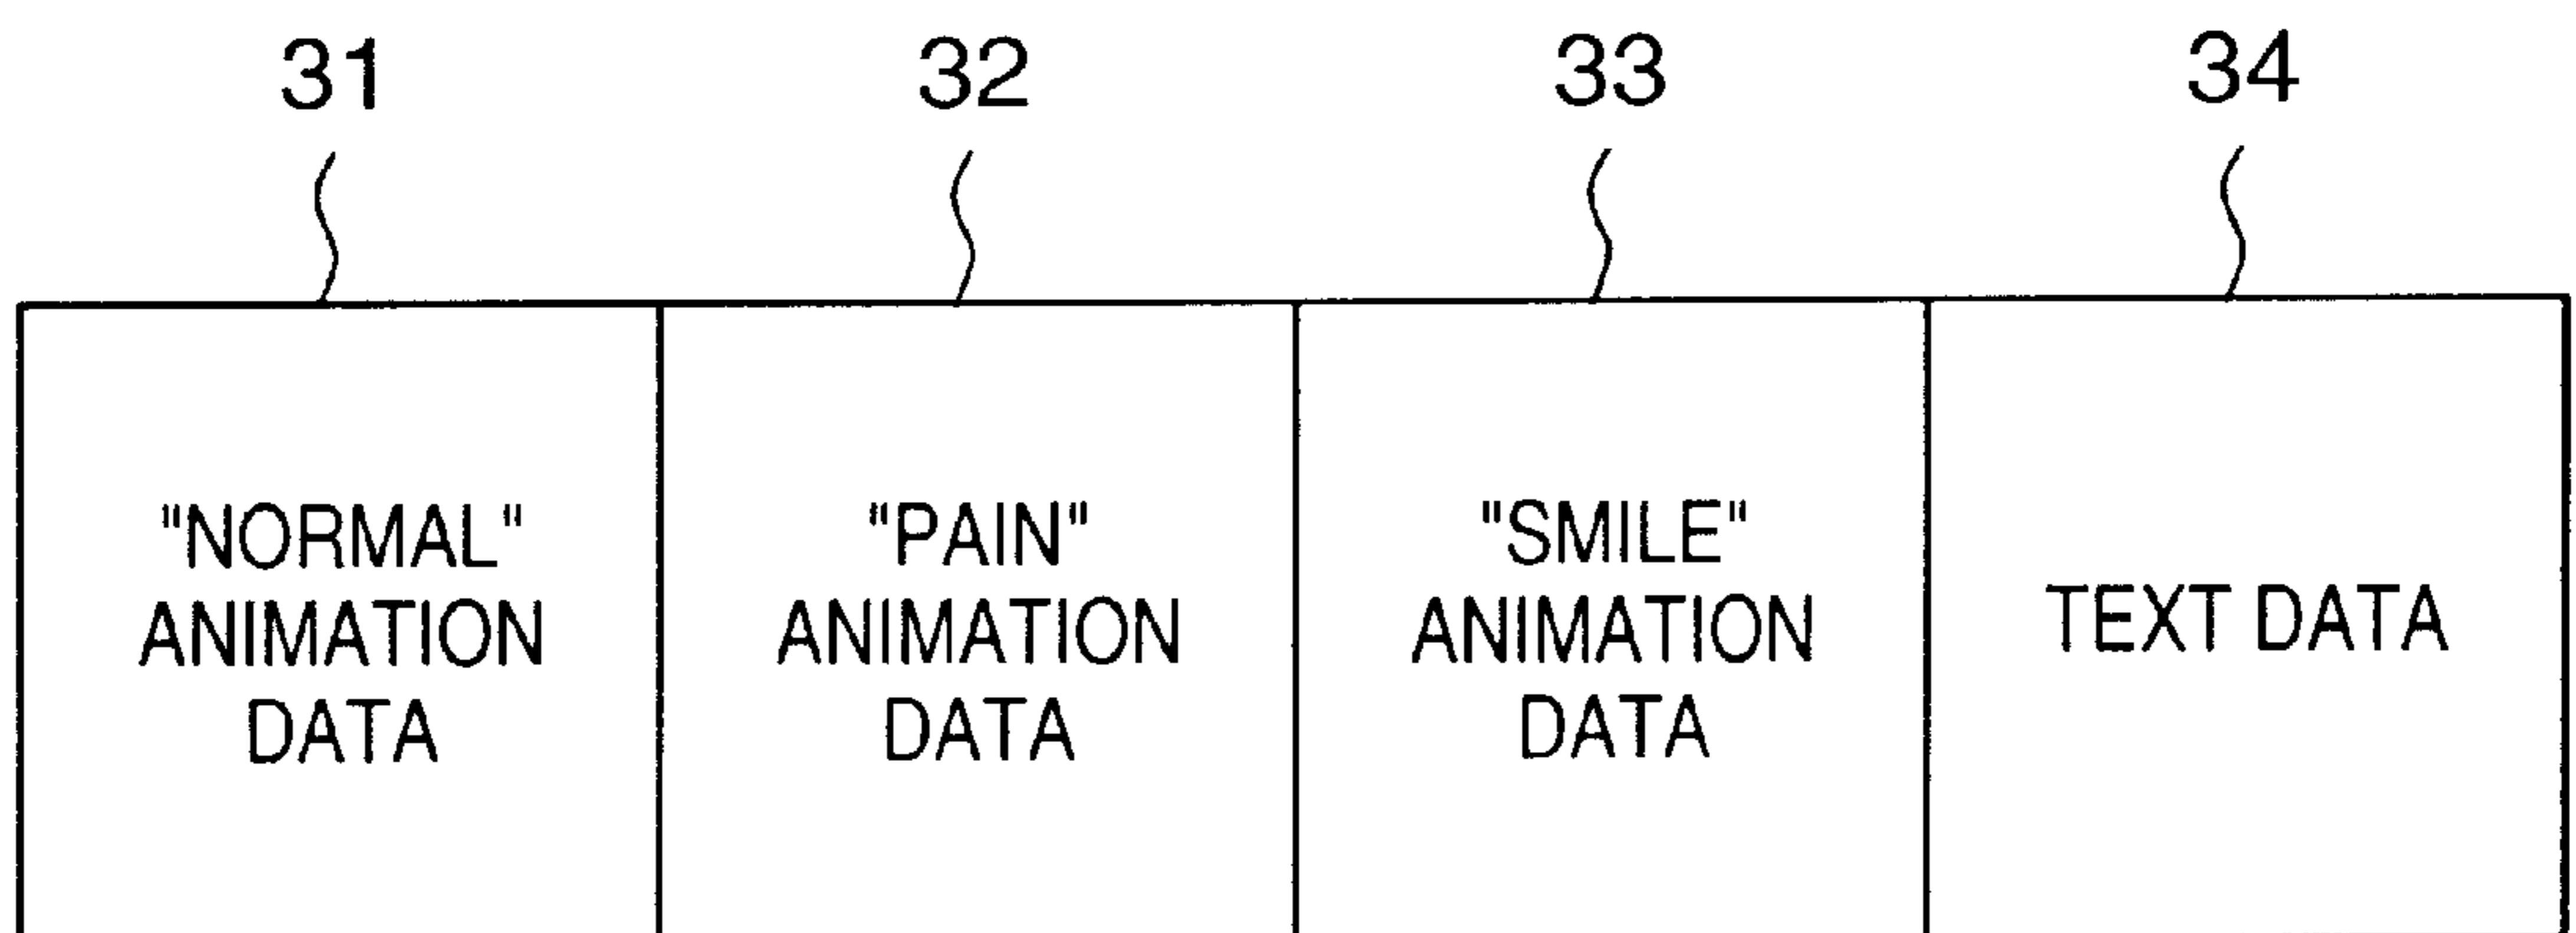 31 32 33 34
"NORMAL"
ANIMATION
DATA
"PAIN"
ANIMATION
DATA
"SMILE"
ANIMATION
DATA
TEXT DATA